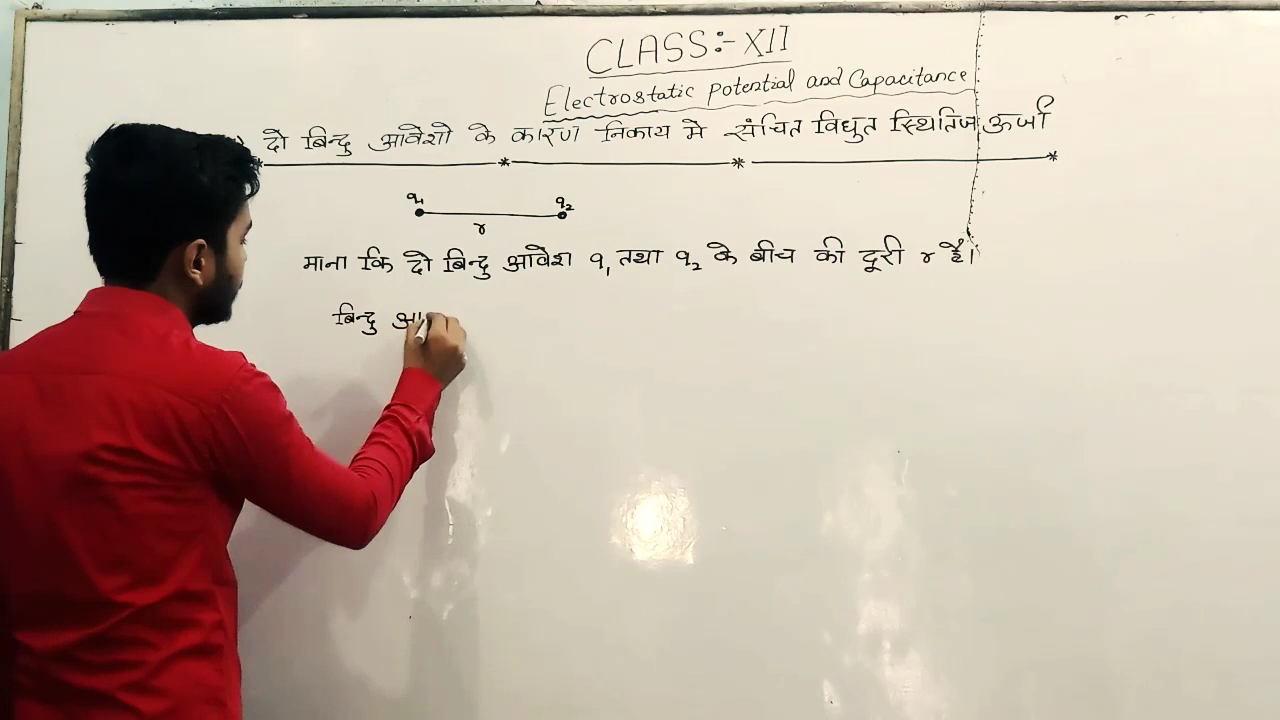 CLASS:- XII
Electrostatic Potential and Capacitance
दो बिन्दु आवेशो के कारण निकाय मे संचित विधुत स्थितिज ऊर्जा
q₁ q₂
r
माना कि दो बिन्दु आवेश q₁ तथा q₂ के बीच की दूरी r है।
बिन्दु आ